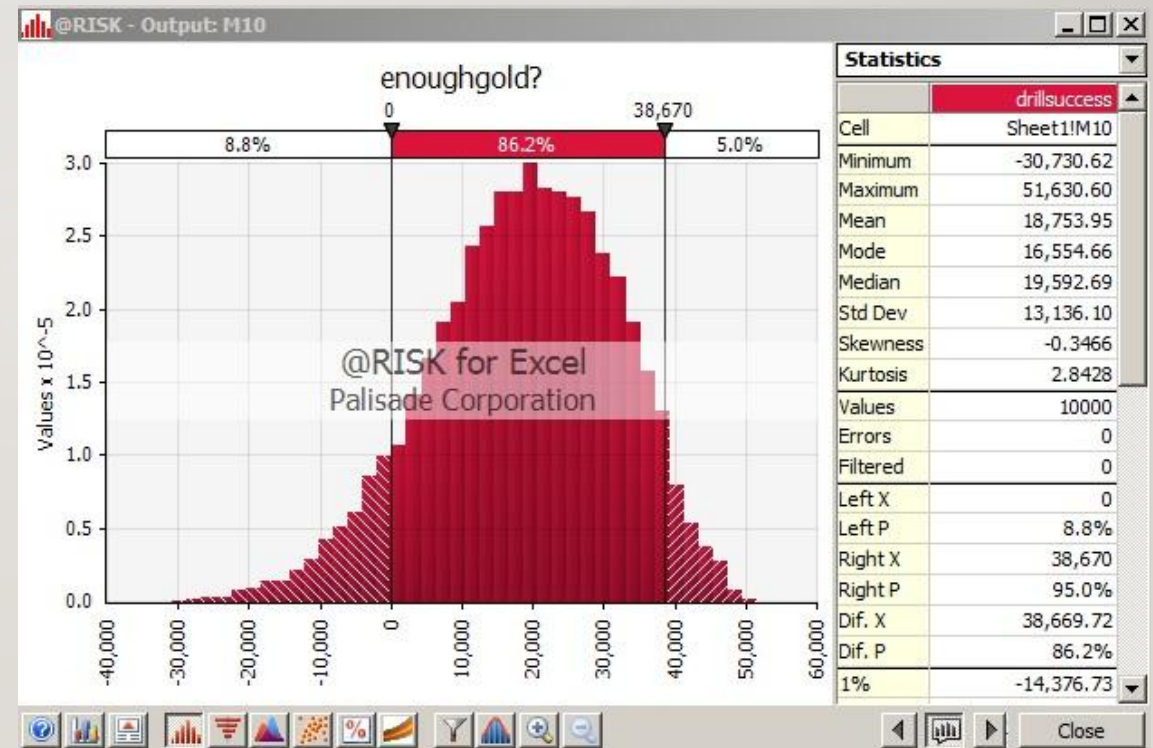 @RISK - Output: M10
enoughgold?
0 38,670
8.8% 86.2% 5.0%
3.0
2.5
2.0
1.5
1.0
0.5
0.0
Values x 10^-5
@RISK for Excel
Palisade Corporation
-40,000 -30,000 -20,000 -10,000 0 10,000 20,000 30,000 40,000 50,000 60,000
Statistics
drillsuccess
Cell Sheet1!M10
Minimum -30,730.62
Maximum 51,630.60
Mean 18,753.95
Mode 16,554.66
Median 19,592.69
Std Dev 13,136.10
Skewness -0.3466
Kurtosis 2.8428
Values 10000
Errors 0
Filtered 0
Left X 0
Left P 8.8%
Right X 38,670
Right P 95.0%
Dif. X 38,669.72
Dif. P 86.2%
1% -14,376.73
Close